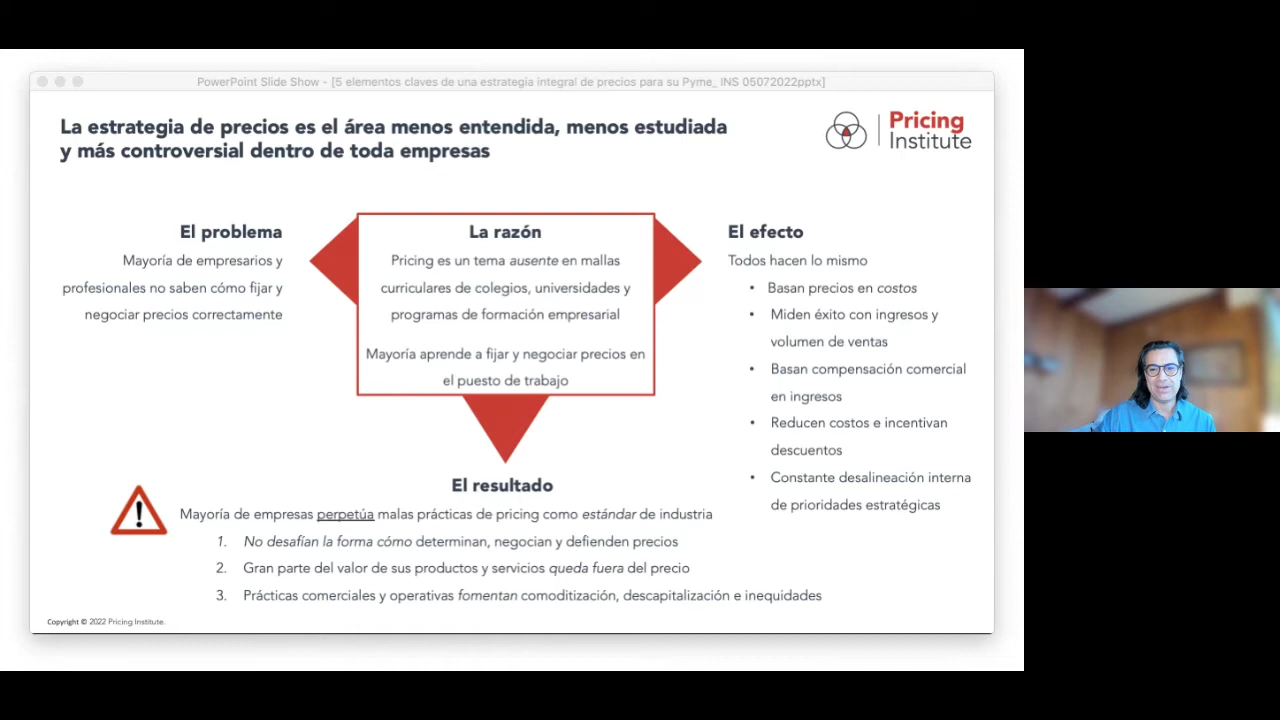 PowerPoint Slide Show - [5 elementos claves de una estrategia integral de precios para su Pyme_ INS 05072022pptx]
La estrategia de precios es el área menos entendida, menos estudiada
y más controversial dentro de toda empresas
Pricing
Institute
El problema
Mayoría de empresarios y
profesionales no saben cómo fijar y
negociar precios correctamente
La razón
Pricing es un tema ausente en mallas
curriculares de colegios, universidades y
programas de formación empresarial
Mayoría aprende a fijar y negociar precios en
el puesto de trabajo
El efecto
Todos hacen lo mismo
• Basan precios en costos
• Miden éxito con ingresos y
volumen de ventas
• Basan compensación comercial
en ingresos
• Reducen costos e incentivan
descuentos
• Constante desalineación interna
de prioridades estratégicas
El resultado
Mayoría de empresas perpetúa malas prácticas de pricing como estándar de industria
1. No desafían la forma cómo determinan, negocian y defienden precios
2. Gran parte del valor de sus productos y servicios queda fuera del precio
3. Prácticas comerciales y operativas fomentan comoditización, descapitalización e inequidades
Copyright © 2022 Pricing Institute.